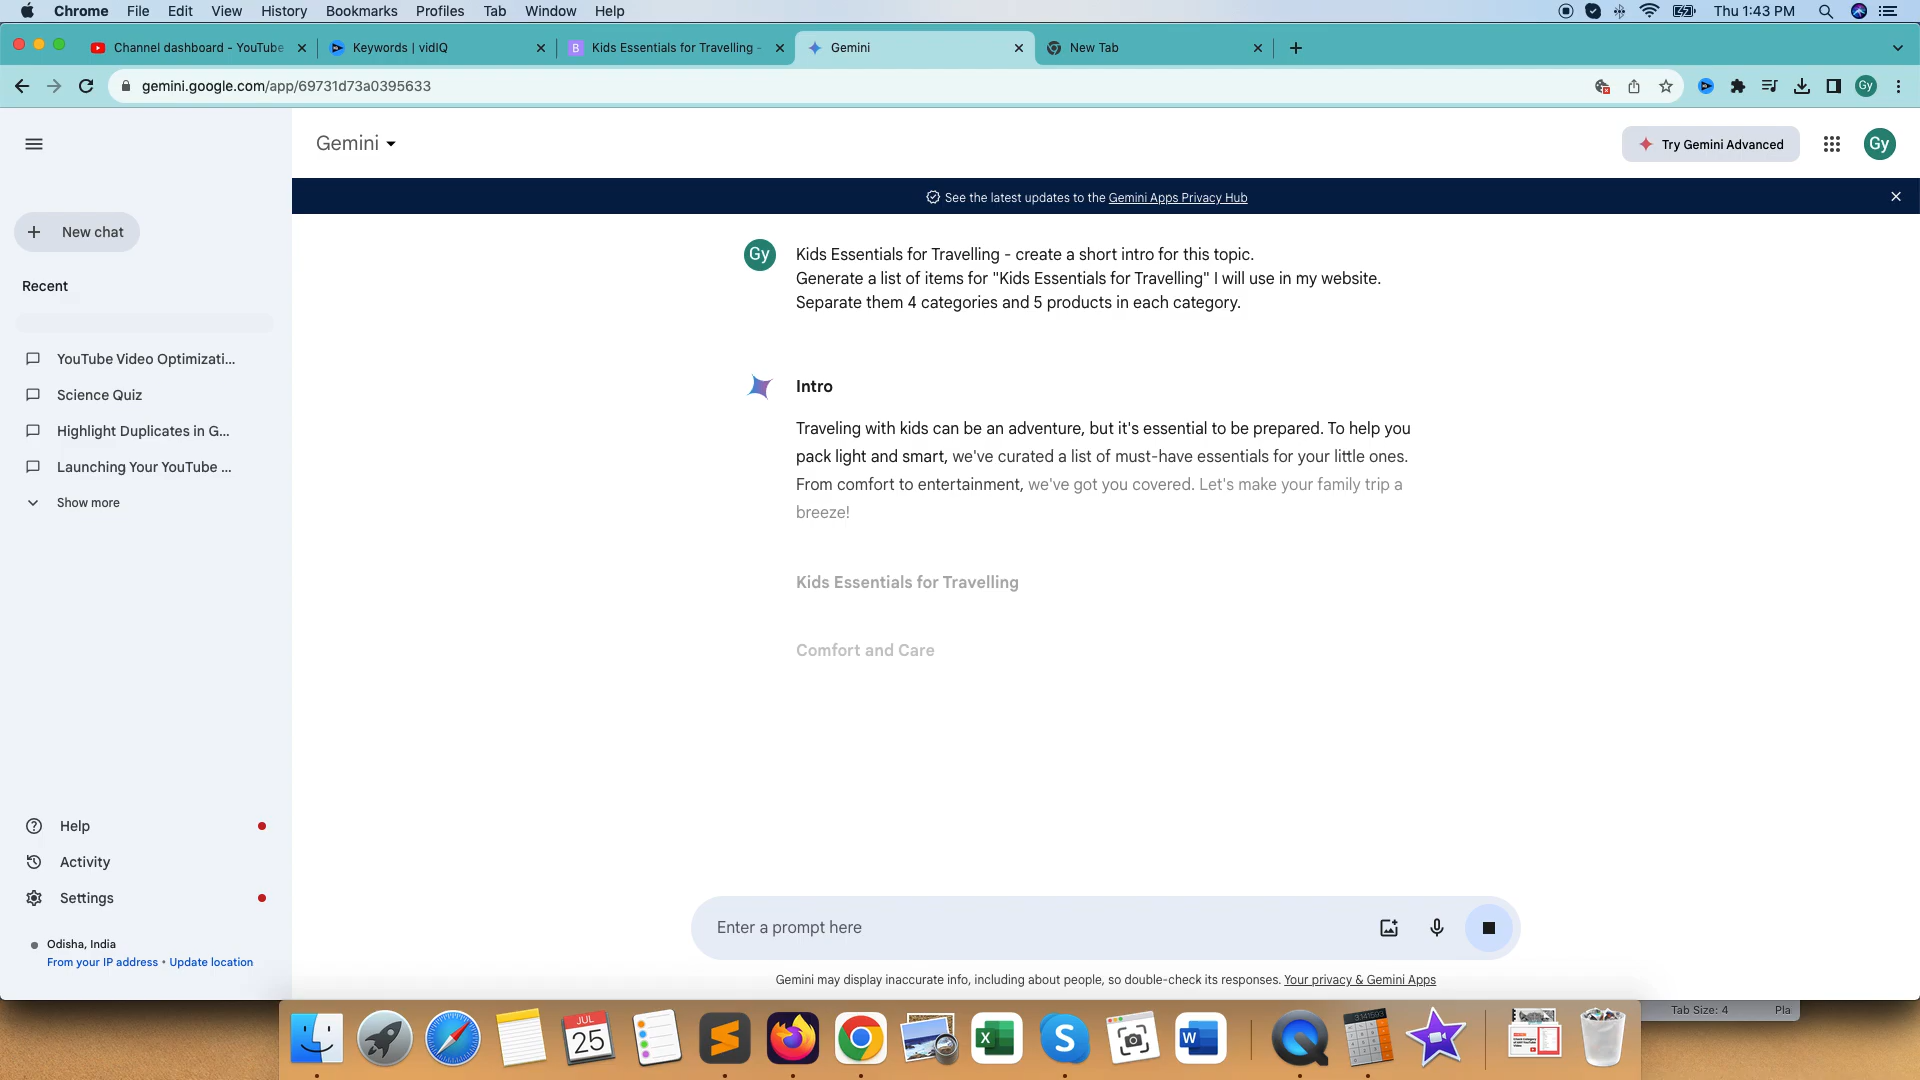 Chrome File Edit View History Bookmarks Profiles Tab Window Help Thu 1:43 PM
Channel dashboard - YouTube Keywords | vidIQ Kids Essentials for Travelling - Gemini New Tab
gemini.google.com/app/69731d73a0395633 Gy
Gemini Try Gemini Advanced Gy
See the latest updates to the Gemini Apps Privacy Hub
New chat
Recent
YouTube Video Optimizati...
Science Quiz
Highlight Duplicates in G...
Launching Your YouTube ...
Show more
Gy Kids Essentials for Travelling - create a short intro for this topic.
Generate a list of items for "Kids Essentials for Travelling" I will use in my website.
Separate them 4 categories and 5 products in each category.
Intro
Traveling with kids can be an adventure, but it's essential to be prepared. To help you
pack light and smart, we've curated a list of must-have essentials for your little ones.
From comfort to entertainment, we've got you covered. Let's make your family trip a
breeze!
Kids Essentials for Travelling
Comfort and Care
Help
Activity
Settings
Odisha, India
From your IP address • Update location
Enter a prompt here
Gemini may display inaccurate info, including about people, so double-check its responses. Your privacy & Gemini Apps
Tab Size: 4 Pla
JUL
25